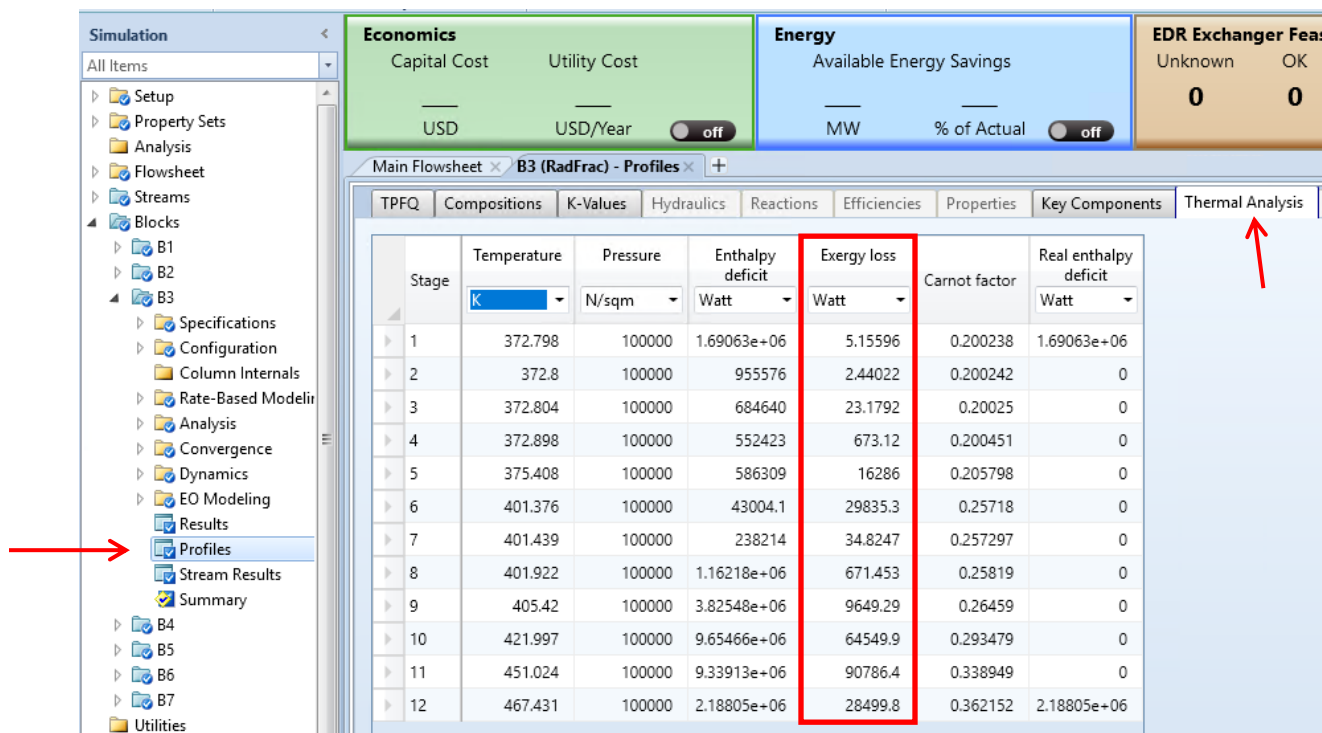 Simulation
All Items
Setup
Property Sets
Analysis
Flowsheet
Streams
Blocks
B1
B2
B3
Specifications
Configuration
Column Internals
Rate-Based Modelir
Analysis
Convergence
Dynamics
EO Modeling
Results
Profiles
Stream Results
Summary
B4
B5
B6
B7
Utilities
Economics
Capital Cost Utility Cost
USD USD/Year off
Energy
Available Energy Savings
MW % of Actual off
EDR Exchanger Feas
Unknown OK
0 0
Main Flowsheet B3 (RadFrac) - Profiles
TPFQ Compositions K-Values Hydraulics Reactions Efficiencies Properties Key Components Thermal Analysis
Stage Temperature Pressure Enthalpy deficit Exergy loss Carnot factor Real enthalpy deficit
K N/sqm Watt Watt Watt
1 372.798 100000 1.69063e+06 5.15596 0.200238 1.69063e+06
2 372.8 100000 955576 2.44022 0.200242 0
3 372.804 100000 684640 23.1792 0.20025 0
4 372.898 100000 552423 673.12 0.200451 0
5 375.408 100000 586309 16286 0.205798 0
6 401.376 100000 43004.1 29835.3 0.25718 0
7 401.439 100000 238214 34.8247 0.257297 0
8 401.922 100000 1.16218e+06 671.453 0.25819 0
9 405.42 100000 3.82548e+06 9649.29 0.26459 0
10 421.997 100000 9.65466e+06 64549.9 0.293479 0
11 451.024 100000 9.33913e+06 90786.4 0.338949 0
12 467.431 100000 2.18805e+06 28499.8 0.362152 2.18805e+06